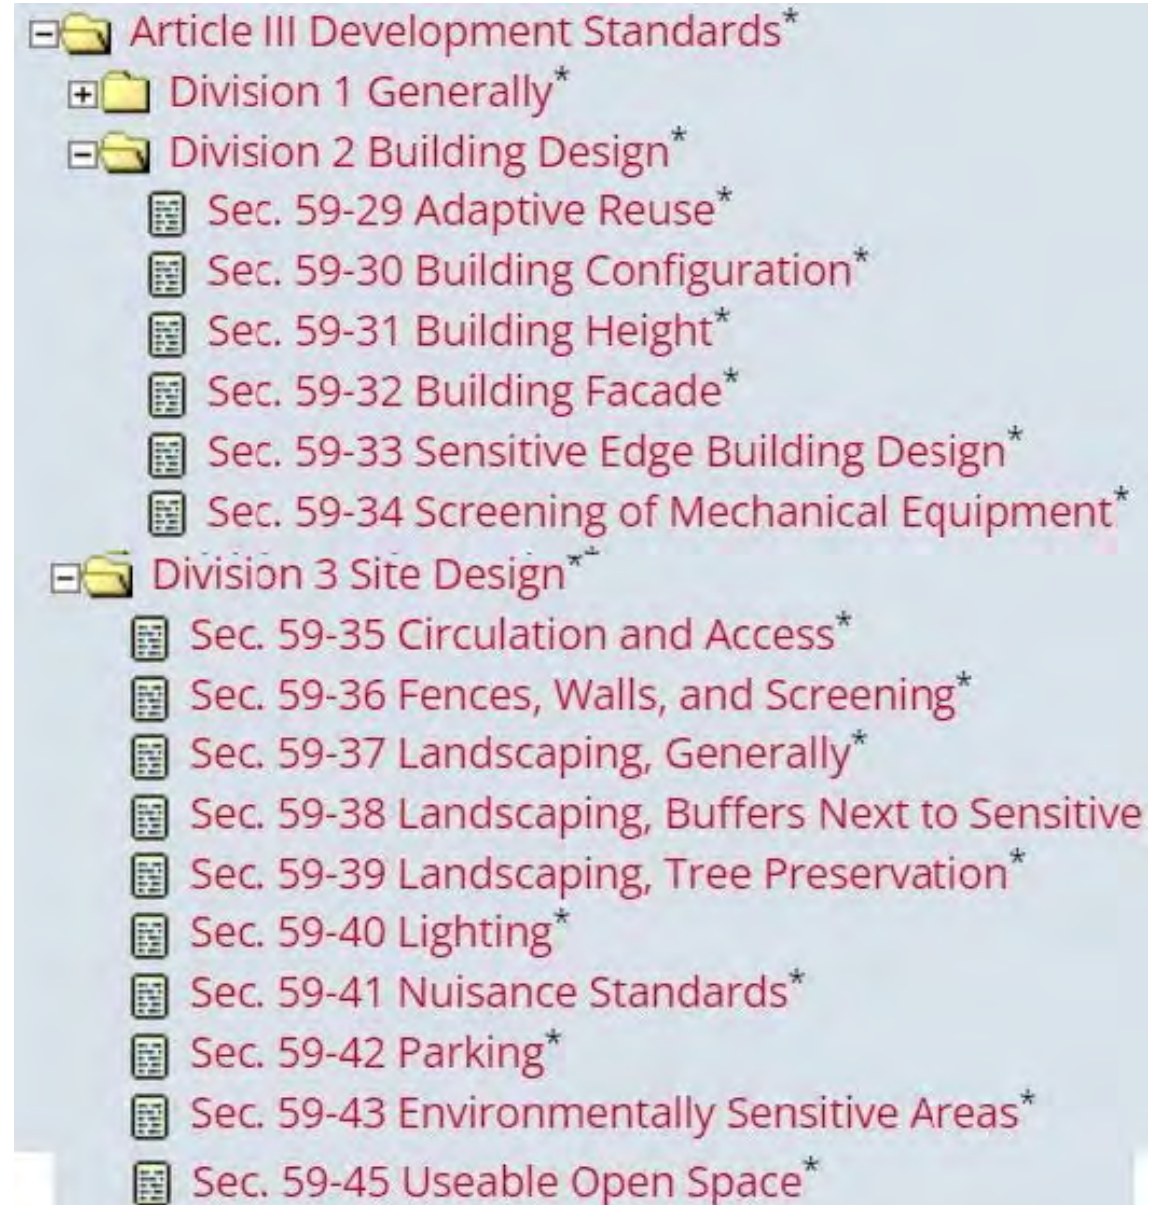 Article III Development Standards*
Division 1 Generally*
Division 2 Building Design*
Sec. 59-29 Adaptive Reuse*
Sec. 59-30 Building Configuration*
Sec. 59-31 Building Height*
Sec. 59-32 Building Facade*
Sec. 59-33 Sensitive Edge Building Design*
Sec. 59-34 Screening of Mechanical Equipment*
Division 3 Site Design**
Sec. 59-35 Circulation and Access*
Sec. 59-36 Fences, Walls, and Screening*
Sec. 59-37 Landscaping, Generally*
Sec. 59-38 Landscaping, Buffers Next to Sensitive
Sec. 59-39 Landscaping, Tree Preservation*
Sec. 59-40 Lighting*
Sec. 59-41 Nuisance Standards*
Sec. 59-42 Parking*
Sec. 59-43 Environmentally Sensitive Areas*
Sec. 59-45 Useable Open Space*